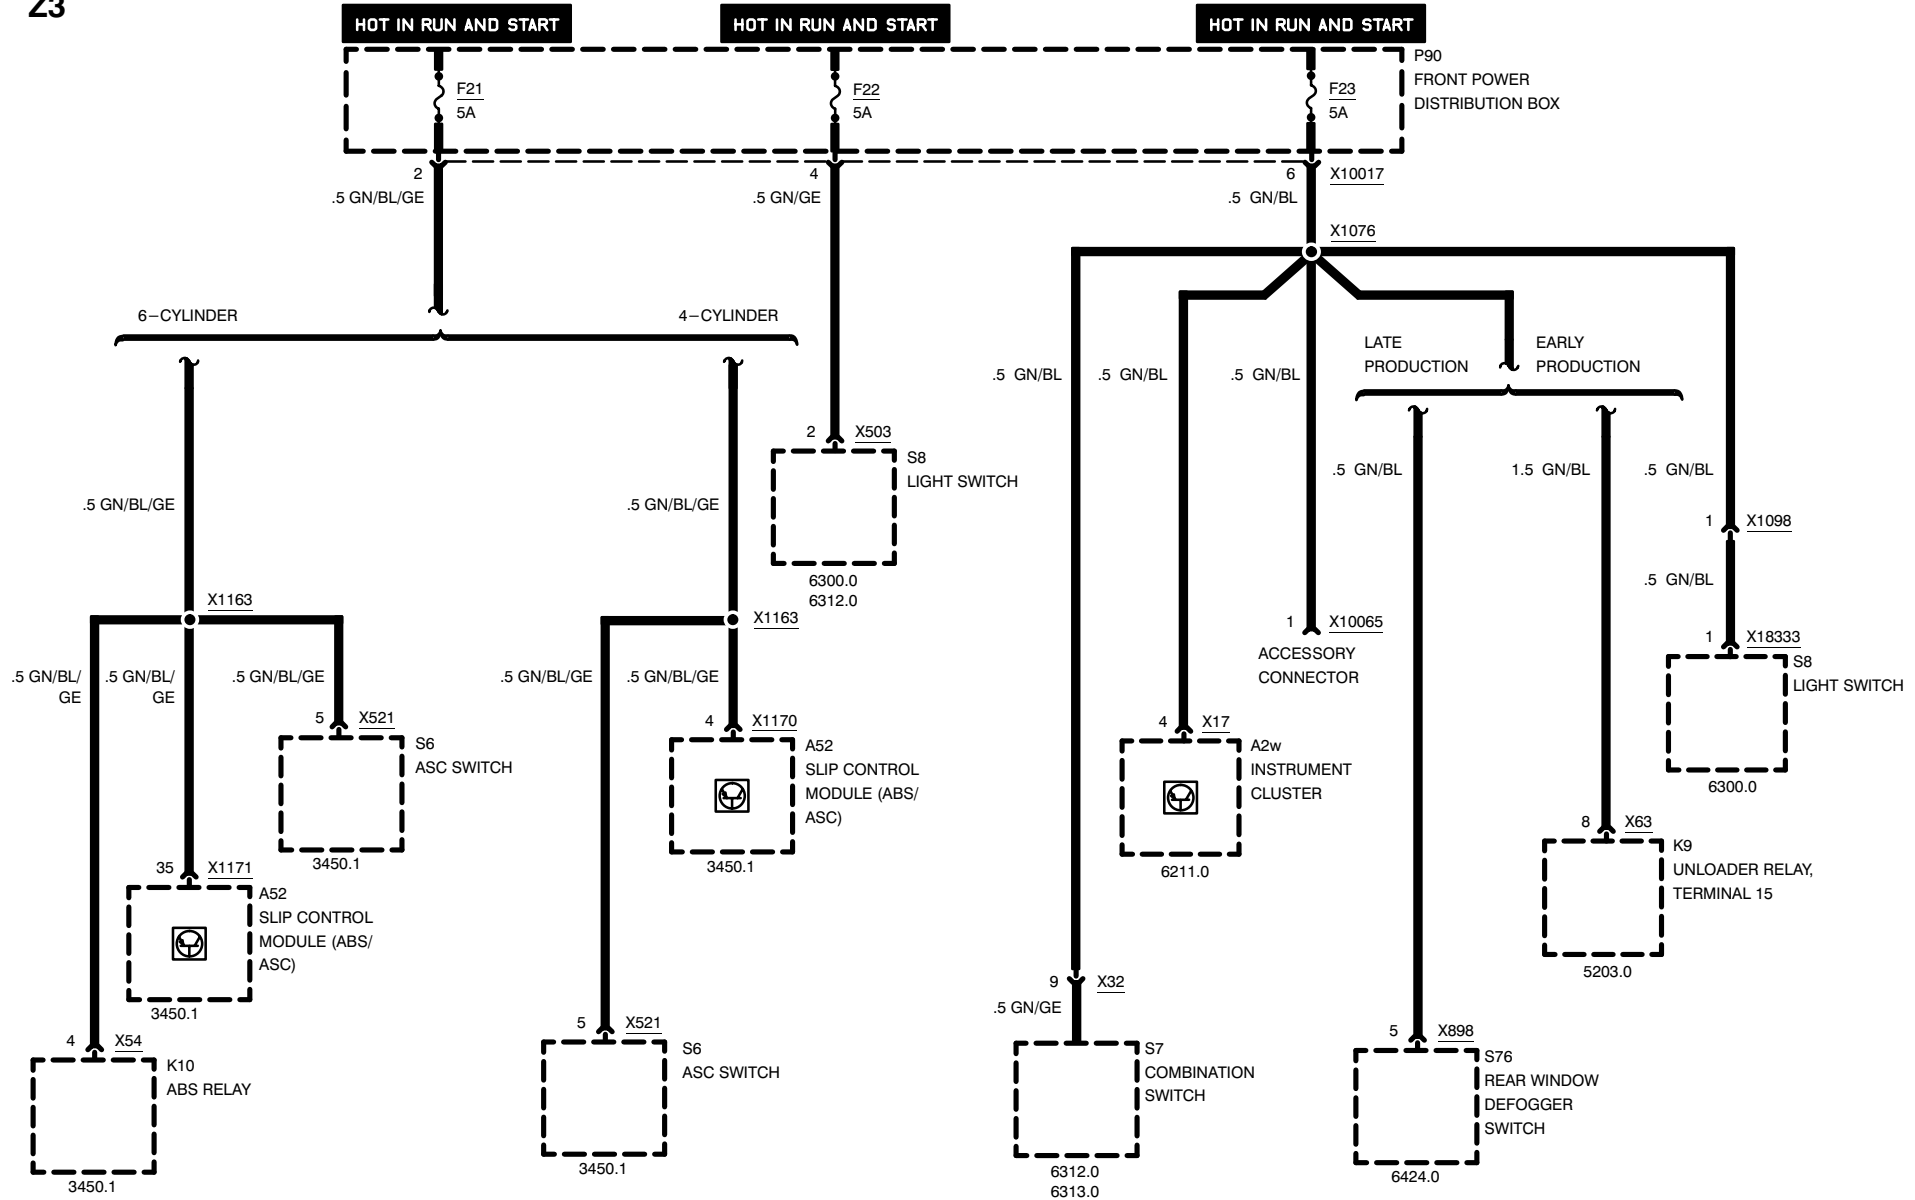 Z3
HOT IN RUN AND START
HOT IN RUN AND START
HOT IN RUN AND START
P90
FRONT POWER
DISTRIBUTION BOX
F21
5A
F22
5A
F23
5A
2
.5 GN/BL/GE
4
.5 GN/GE
6
X10017
.5 GN/BL
X1076
6−CYLINDER
4−CYLINDER
LATE
PRODUCTION
EARLY
PRODUCTION
.5 GN/BL
.5 GN/BL
.5 GN/BL
2
X503
S8
LIGHT SWITCH
6300.0
6312.0
.5 GN/BL
1.5 GN/BL
.5 GN/BL
.5 GN/BL/GE
.5 GN/BL/GE
1
X1098
.5 GN/BL
X1163
X1163
1
X10065
ACCESSORY
CONNECTOR
1
X18333
S8
LIGHT SWITCH
6300.0
.5 GN/BL/
GE
.5 GN/BL/
GE
.5 GN/BL/GE
.5 GN/BL/GE
.5 GN/BL/GE
5
X521
S6
ASC SWITCH
3450.1
4
X1170
A52
SLIP CONTROL
MODULE (ABS/
ASC)
3450.1
4
X17
A2w
INSTRUMENT
CLUSTER
6211.0
8
X63
K9
UNLOADER RELAY,
TERMINAL 15
5203.0
35
X1171
A52
SLIP CONTROL
MODULE (ABS/
ASC)
3450.1
9
X32
.5 GN/GE
4
X54
K10
ABS RELAY
3450.1
5
X521
S6
ASC SWITCH
3450.1
S7
COMBINATION
SWITCH
6312.0
6313.0
5
X898
S76
REAR WINDOW
DEFOGGER
SWITCH
6424.0